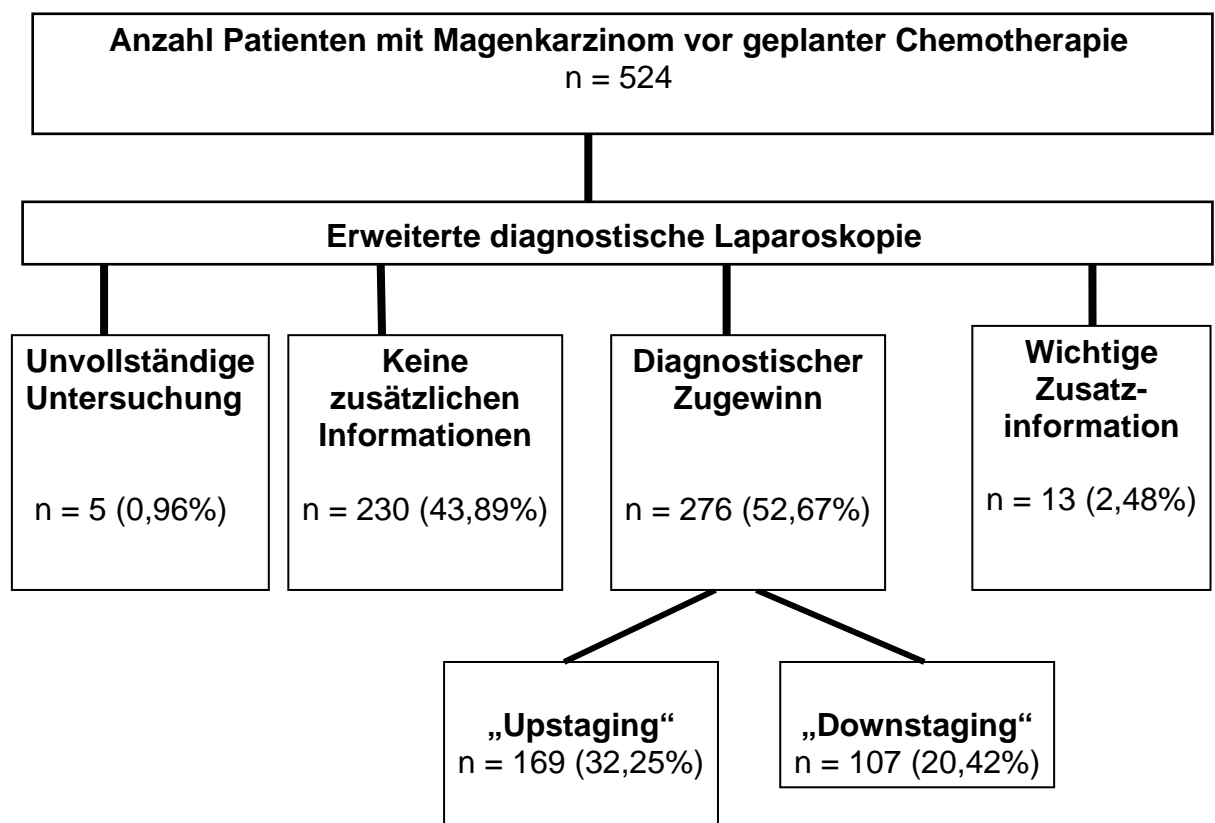 Anzahl Patienten mit Magenkarzinom vor geplanter Chemotherapie
n = 524
Erweiterte diagnostische Laparoskopie
Unvollständige
Untersuchung
n = 5 (0,96%)
Keine
zusätzlichen
Informationen
n = 230 (43,89%)
Diagnostischer
Zugewinn
n = 276 (52,67%)
Wichtige
Zusatz-
information
n = 13 (2,48%)
„Upstaging“
n = 169 (32,25%)
„Downstaging“
n = 107 (20,42%)